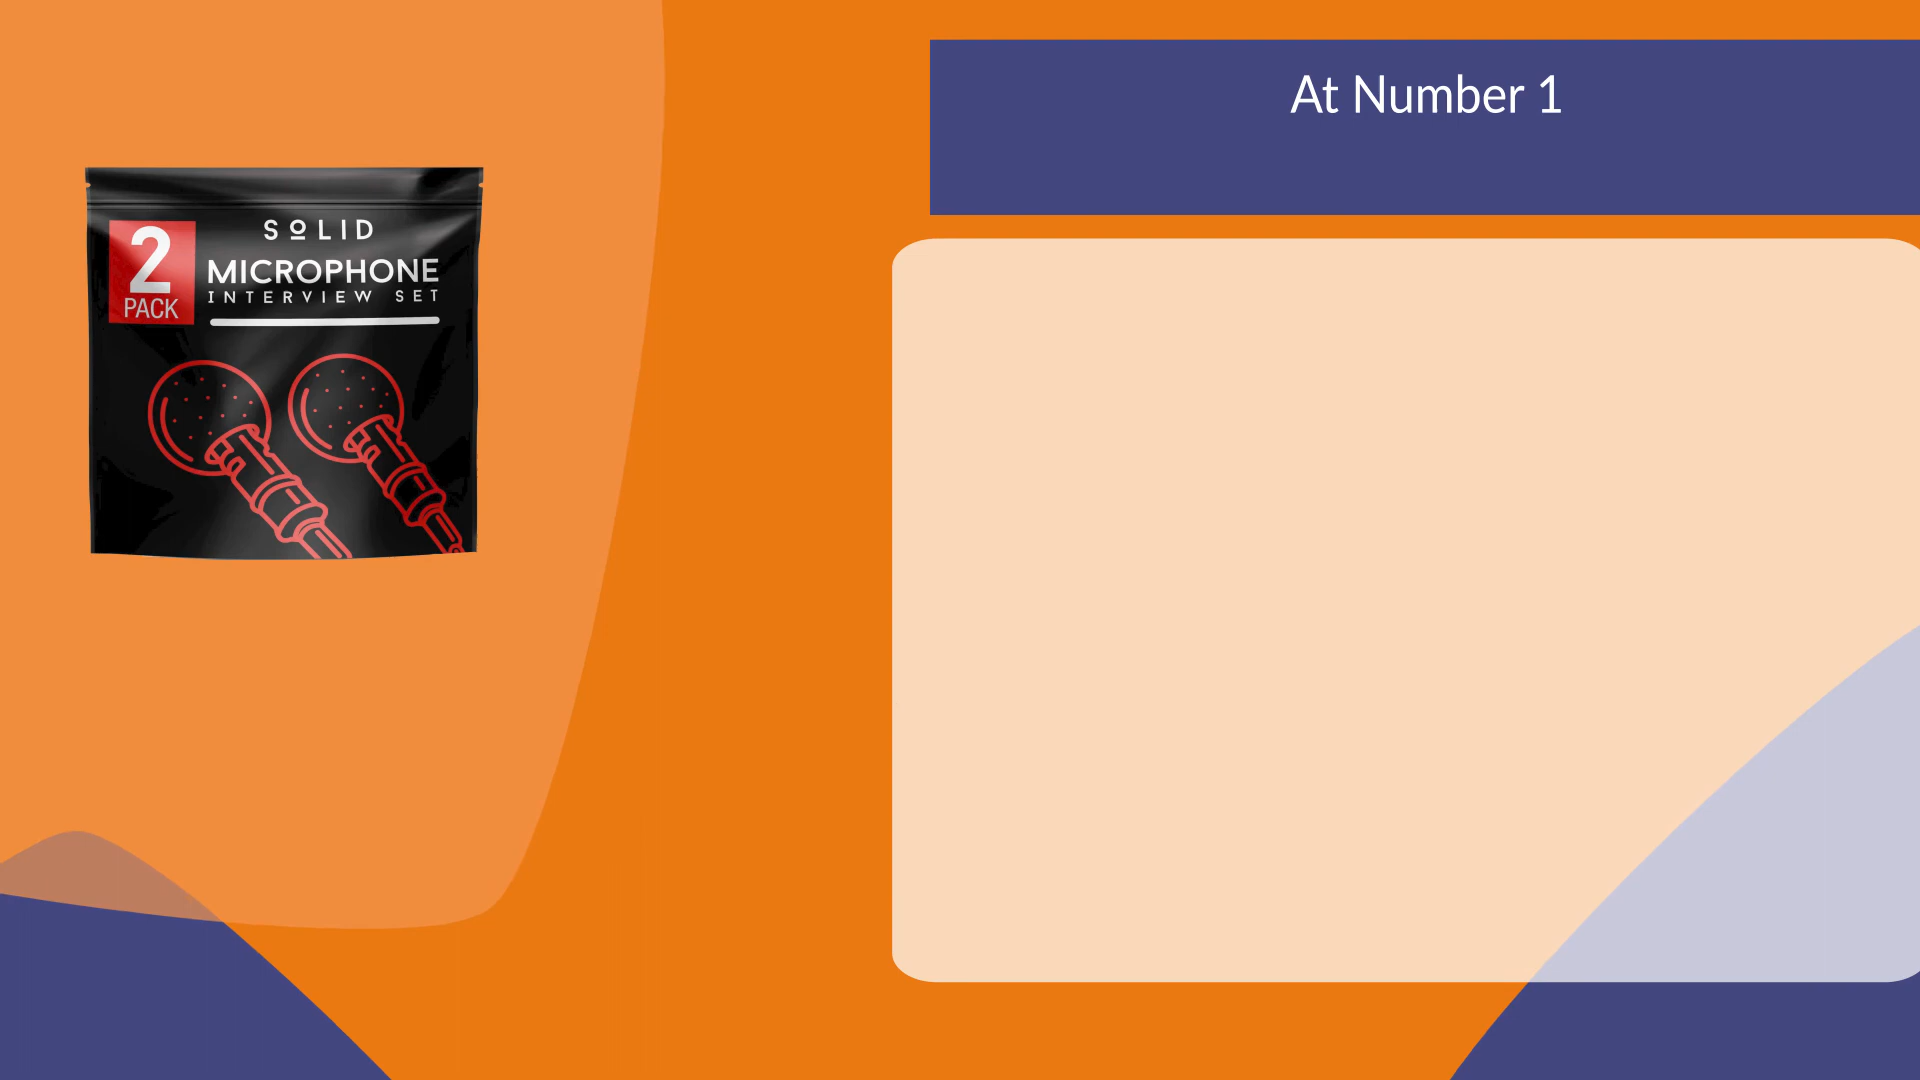 At Number 1
2
PACK
SOLID
MICROPHONE
INTERVIEW SET